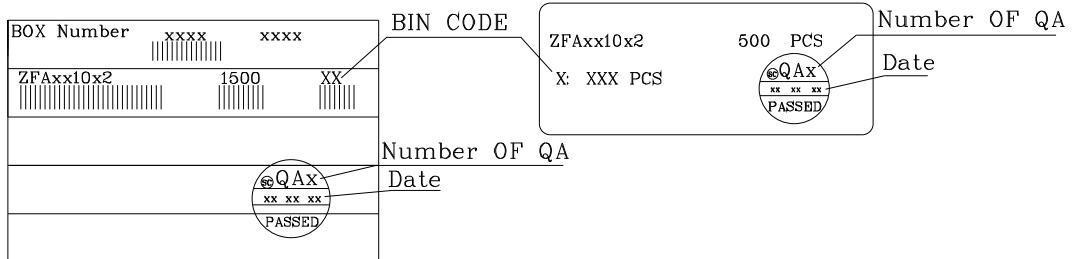 BOX Number xxxx xxxx
ZFAxx10x2 1500 XX
QAx
xx xx xx
PASSED
BIN CODE
Number OF QA
Date
ZFAxx10x2 500 PCS
X: XXX PCS
QAx
xx xx xx
PASSED
Number OF QA
Date